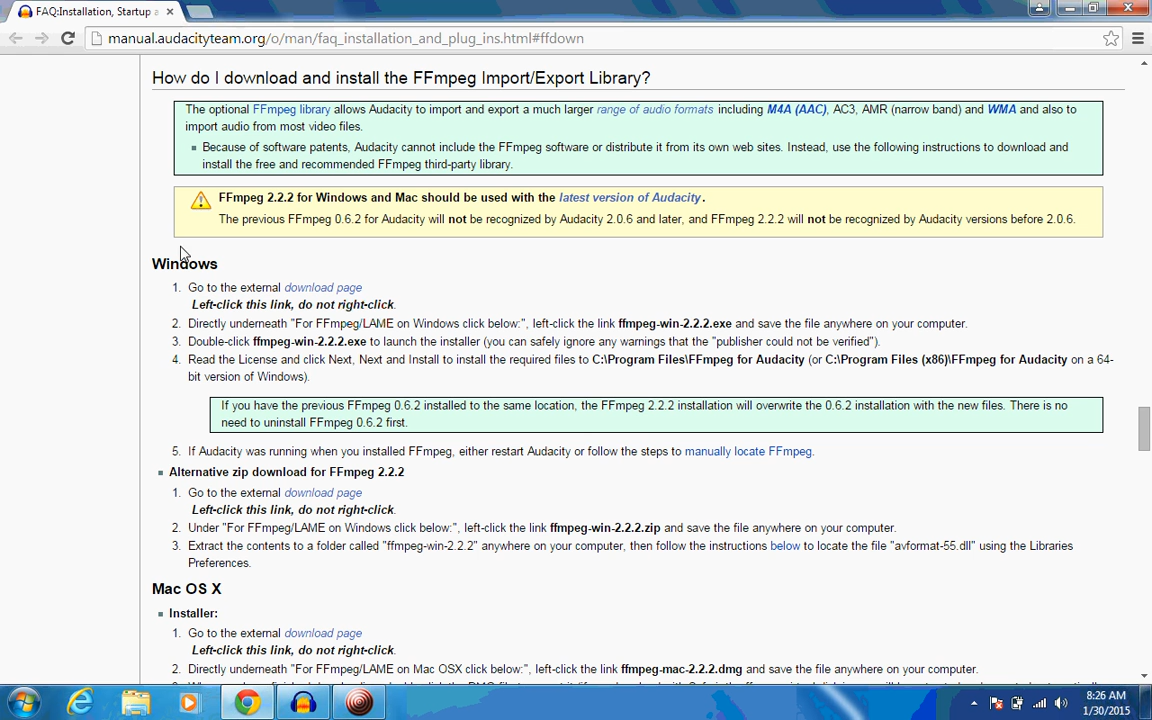 FAQ:Installation, Startup a
manual.audacityteam.org/o/man/faq_installation_and_plug_ins.html#ffdown
How do I download and install the FFmpeg Import/Export Library?
The optional FFmpeg library allows Audacity to import and export a much larger range of audio formats including M4A (AAC), AC3, AMR (narrow band) and WMA and also to
import audio from most video files.
Because of software patents, Audacity cannot include the FFmpeg software or distribute it from its own web sites. Instead, use the following instructions to download and
install the free and recommended FFmpeg third-party library.
FFmpeg 2.2.2 for Windows and Mac should be used with the latest version of Audacity.
The previous FFmpeg 0.6.2 for Audacity will not be recognized by Audacity 2.0.6 and later, and FFmpeg 2.2.2 will not be recognized by Audacity versions before 2.0.6.
Windows
1. Go to the external download page
Left-click this link, do not right-click.
2. Directly underneath "For FFmpeg/LAME on Windows click below:", left-click the link ffmpeg-win-2.2.2.exe and save the file anywhere on your computer.
3. Double-click ffmpeg-win-2.2.2.exe to launch the installer (you can safely ignore any warnings that the "publisher could not be verified").
4. Read the License and click Next, Next and Install to install the required files to C:\Program Files\FFmpeg for Audacity (or C:\Program Files (x86)\FFmpeg for Audacity on a 64-
bit version of Windows).
If you have the previous FFmpeg 0.6.2 installed to the same location, the FFmpeg 2.2.2 installation will overwrite the 0.6.2 installation with the new files. There is no
need to uninstall FFmpeg 0.6.2 first.
5. If Audacity was running when you installed FFmpeg, either restart Audacity or follow the steps to manually locate FFmpeg.
Alternative zip download for FFmpeg 2.2.2
1. Go to the external download page
Left-click this link, do not right-click.
2. Under "For FFmpeg/LAME on Windows click below:", left-click the link ffmpeg-win-2.2.2.zip and save the file anywhere on your computer.
3. Extract the contents to a folder called "ffmpeg-win-2.2.2" anywhere on your computer, then follow the instructions below to locate the file "avformat-55.dll" using the Libraries
Preferences.
Mac OS X
Installer:
1. Go to the external download page
Left-click this link, do not right-click.
2. Directly underneath "For FFmpeg/LAME on Mac OSX click below:", left-click the link ffmpeg-mac-2.2.2.dmg and save the file anywhere on your computer.
8:26 AM
1/30/2015